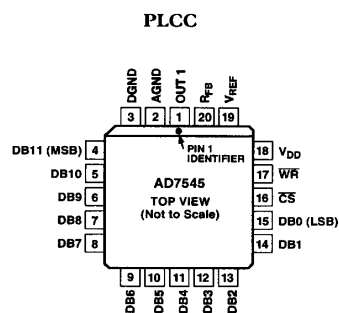 PLCC
DGND AGND OUT 1 RFB VREF
3 2 1 20 19
PIN 1
IDENTIFIER
DB11 (MSB) 4
DB10 5
DB9 6
DB8 7
DB7 8
AD7545
TOP VIEW
(Not to Scale)
18 VDD
17 WR
16 CS
15 DB0 (LSB)
14 DB1
9 10 11 12 13
DB6 DB5 DB4 DB3 DB2